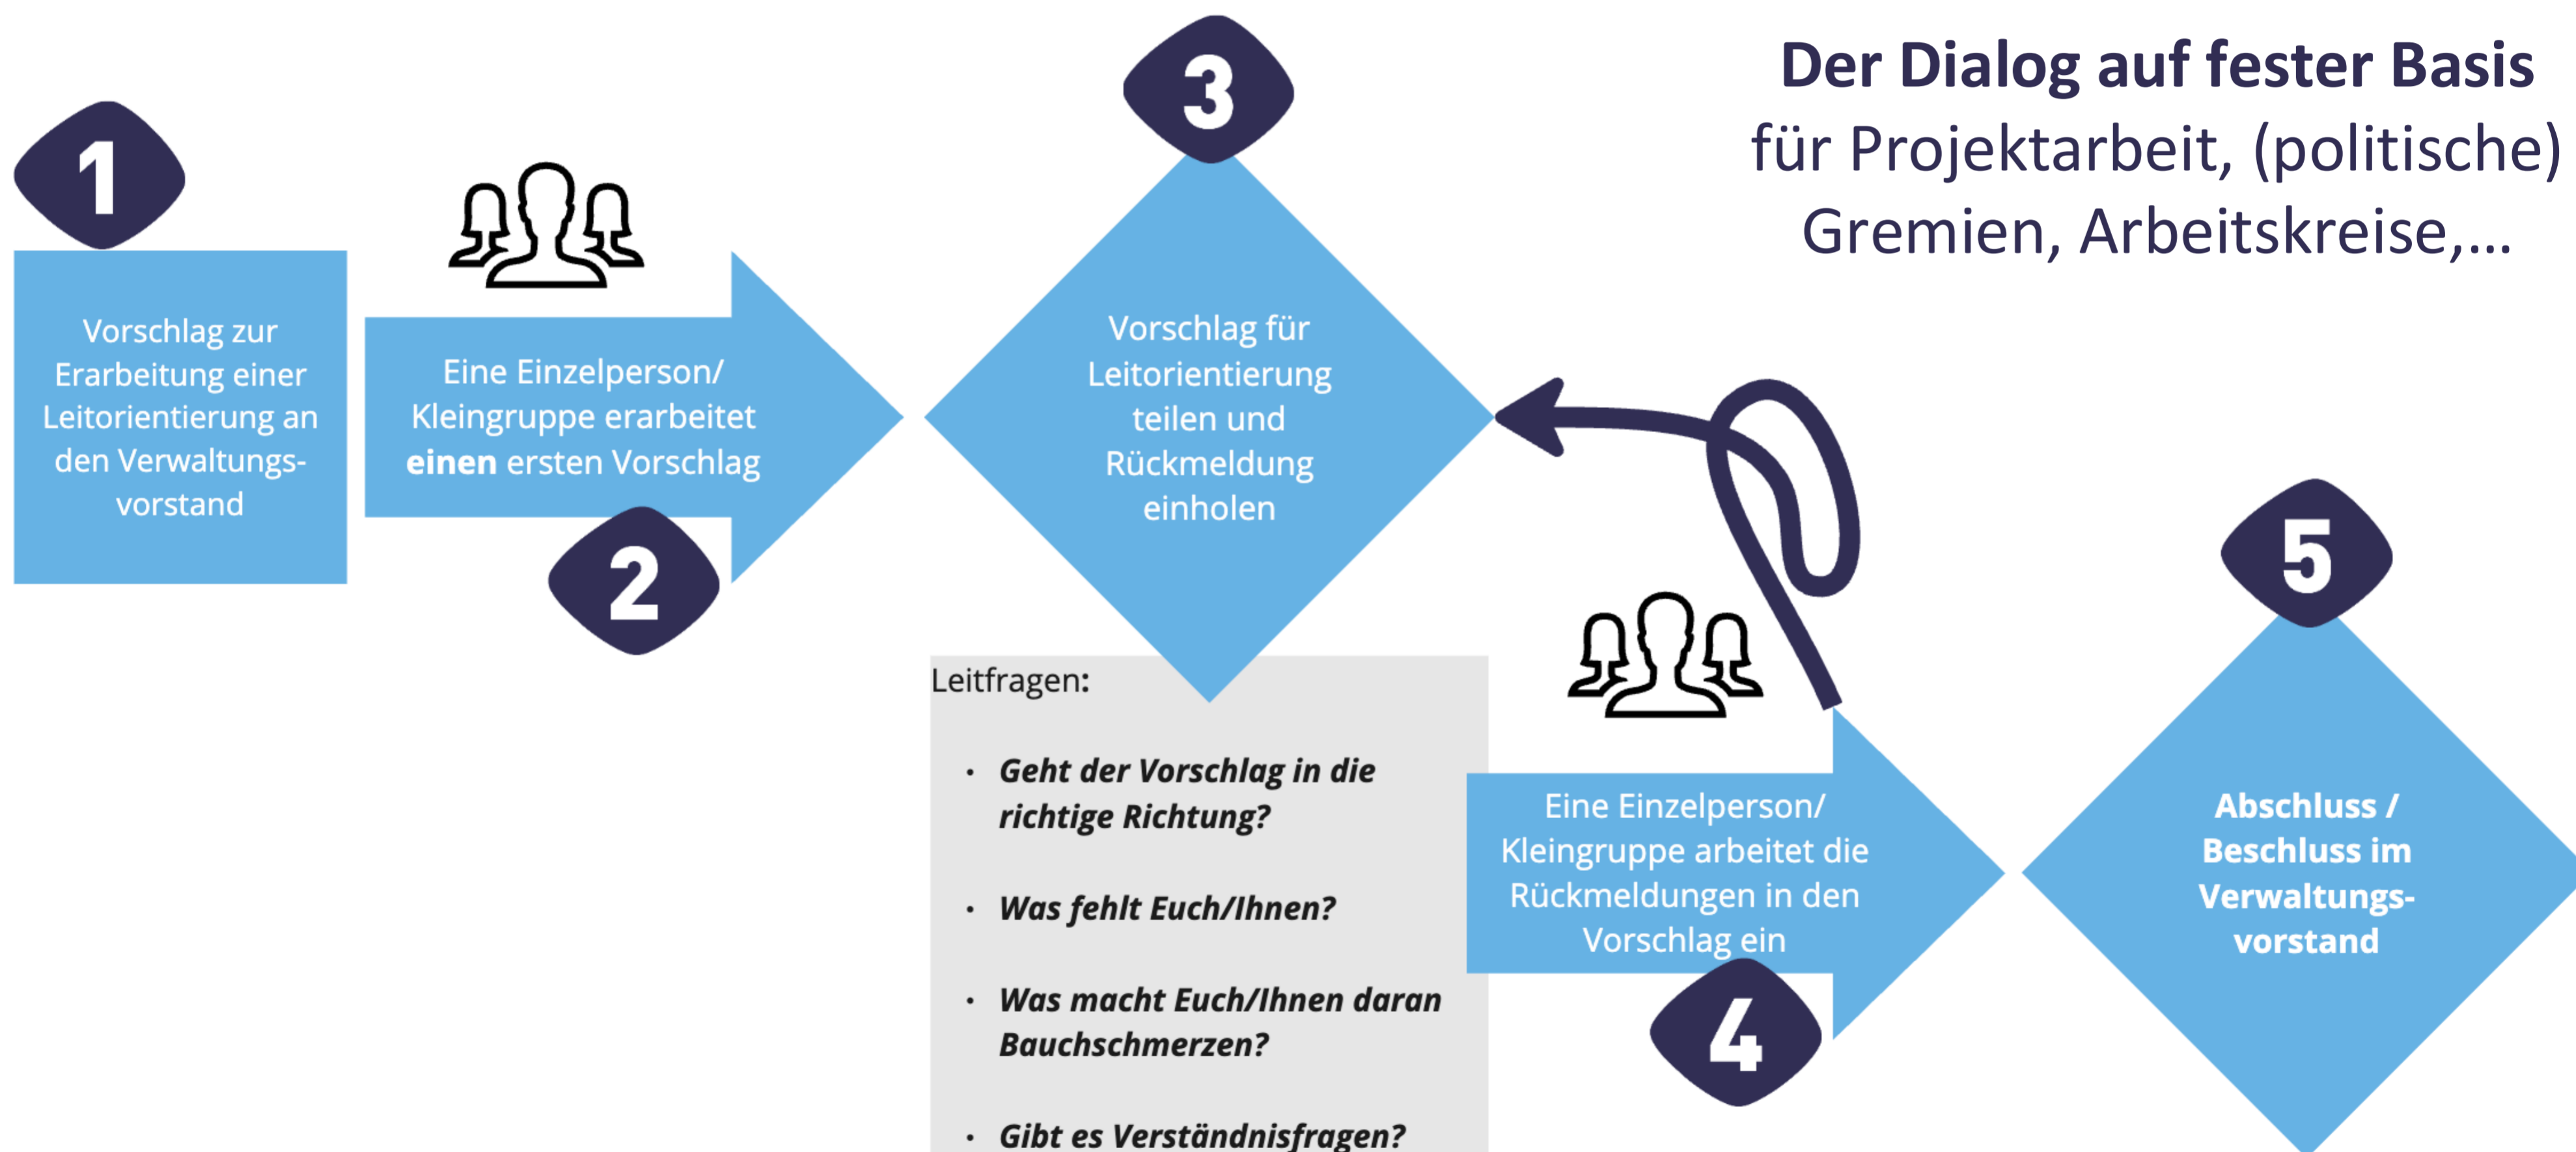 Der Dialog auf fester Basis
für Projektarbeit, (politische)
Gremien, Arbeitskreise,...
1
Vorschlag zur
Erarbeitung einer
Leitorientierung an
den Verwaltungs-
vorstand
Eine Einzelperson/
Kleingruppe erarbeitet
einen ersten Vorschlag
2
3
Vorschlag für
Leitorientierung
teilen und
Rückmeldung
einholen
Leitfragen:
· Geht der Vorschlag in die
richtige Richtung?
· Was fehlt Euch/Ihnen?
· Was macht Euch/Ihnen daran
Bauchschmerzen?
· Gibt es Verständnisfragen?
Eine Einzelperson/
Kleingruppe arbeitet die
Rückmeldungen in den
Vorschlag ein
4
5
Abschluss /
Beschluss im
Verwaltungs-
vorstand